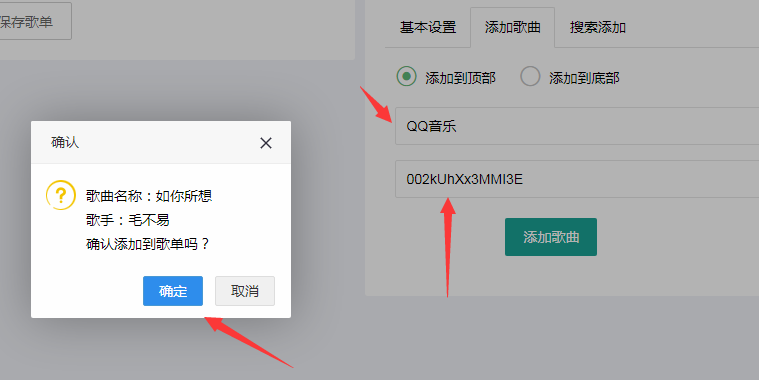 保存歌单
基本设置
添加歌曲
搜索添加
添加到顶部
添加到底部
QQ音乐
002kUhXx3MMI3E
添加歌曲
确认
歌曲名称：如你所想
歌手：毛不易
确认添加到歌单吗？
确定
取消